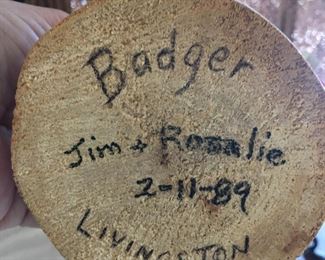 Badger
Jim + Rosalie
2-11-89
LIVINGSTON